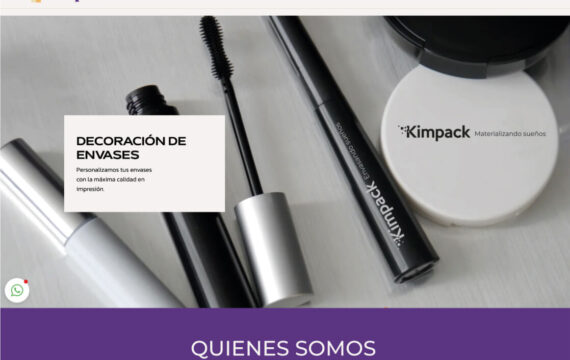 DECORACIÓN DE
ENVASES
Personalizamos tus envases
con la máxima calidad en
impresión.
Kimpack Materializando sueños
Kimpack Envasando sueños
QUIENES SOMOS